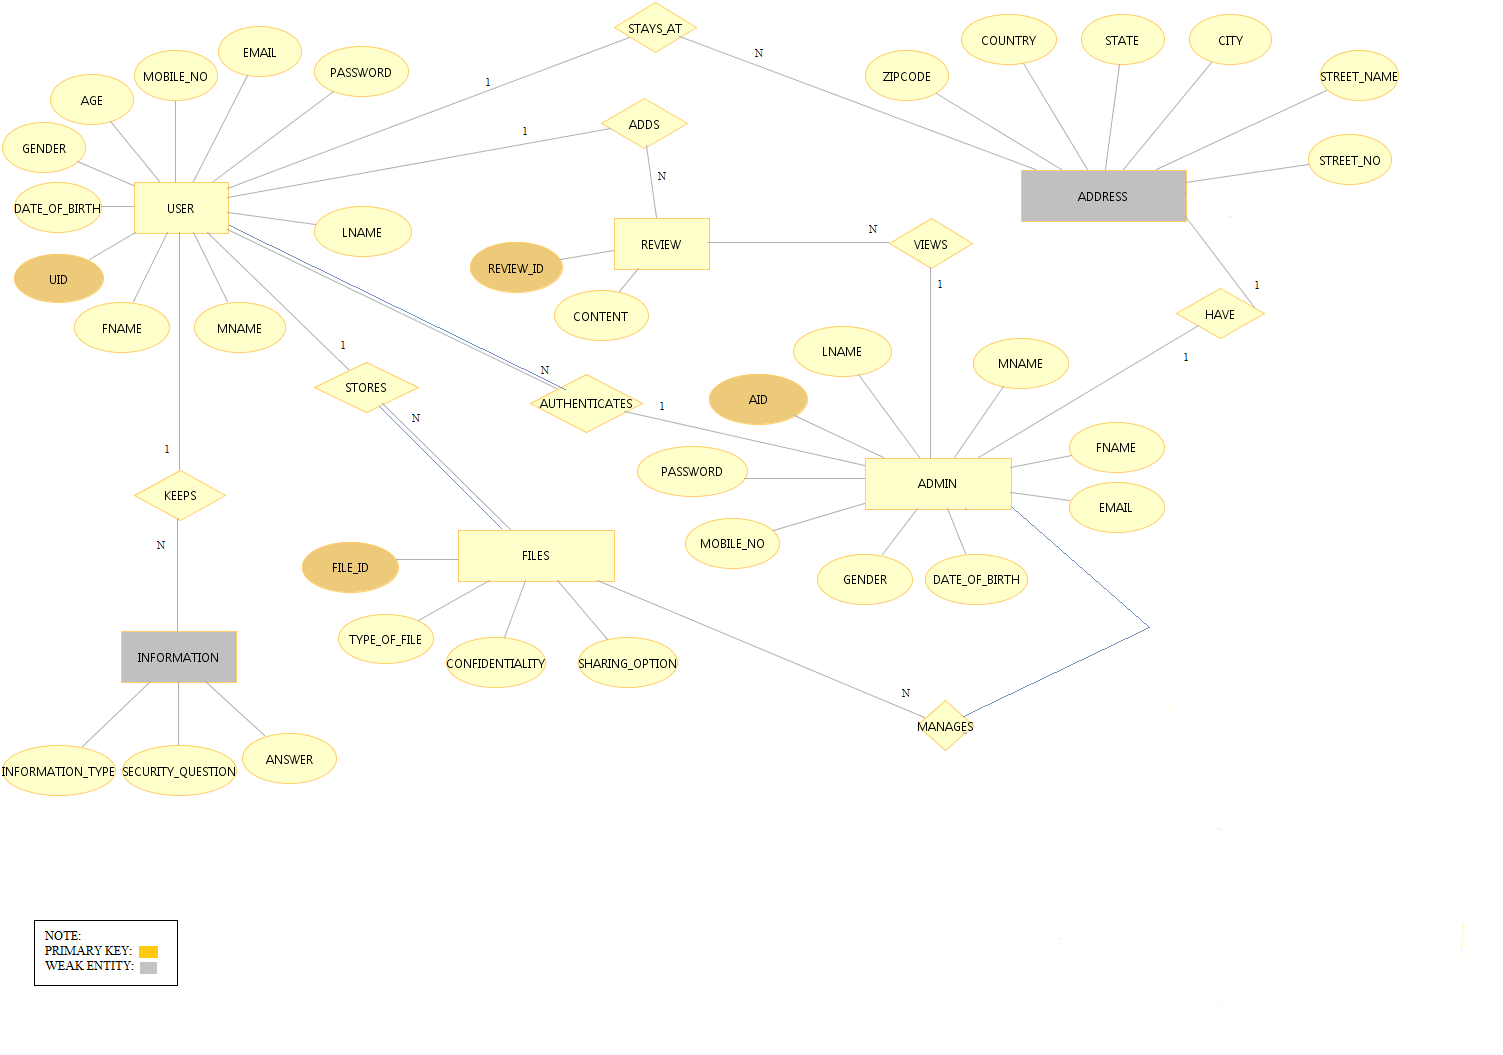 STAYS_AT
COUNTRY
STATE
CITY
EMAIL
N
PASSWORD
MOBILE_NO
ZIPCODE
STREET_NAME
1
AGE
ADDS
1
GENDER
STREET_NO
N
ADDRESS
USER
DATE_OF_BIRTH
LNAME
N
REVIEW
VIEWS
REVIEW_ID
UID
1
1
CONTENT
HAVE
FNAME
MNAME
1
LNAME
1
MNAME
N
STORES
AID
AUTHENTICATES
1
N
FNAME
1
PASSWORD
ADMIN
KEEPS
EMAIL
N
MOBILE_NO
FILES
FILE_ID
GENDER
DATE_OF_BIRTH
TYPE_OF_FILE
INFORMATION
CONFIDENTIALITY
SHARING_OPTION
N
MANAGES
ANSWER
INFORMATION_TYPE
SECURITY_QUESTION
NOTE:
PRIMARY KEY:
WEAK ENTITY: